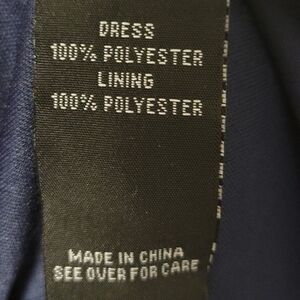 DRESS
100% POLYESTER
LINING
100% POLYESTER
MADE IN CHINA
SEE OVER FOR CARE